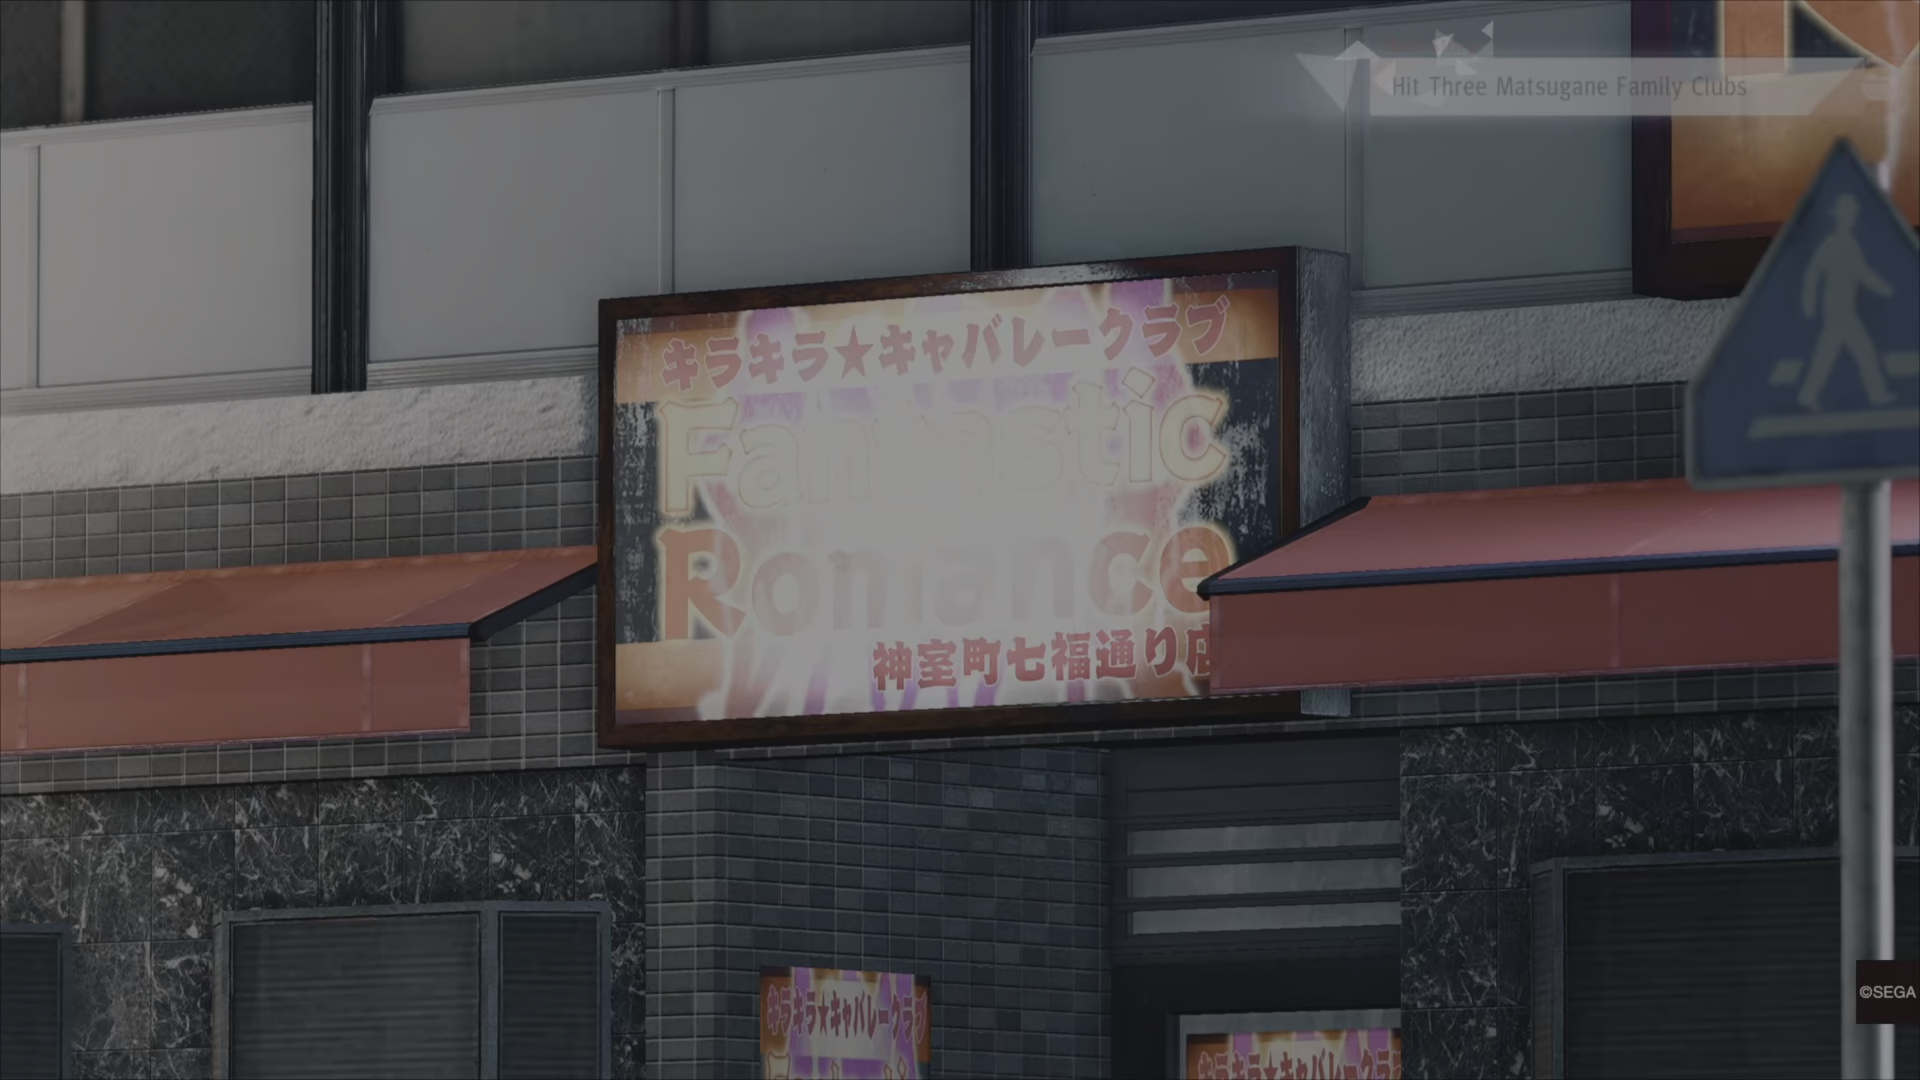 Hit Three Matsugane Family Clubs
キラキラ★キャバレークラブ
Fantastic
Romance
神室町七福通り店
©SEGA
キラキラ★キャバレークラブ
キラキラ★キャバレークラブ